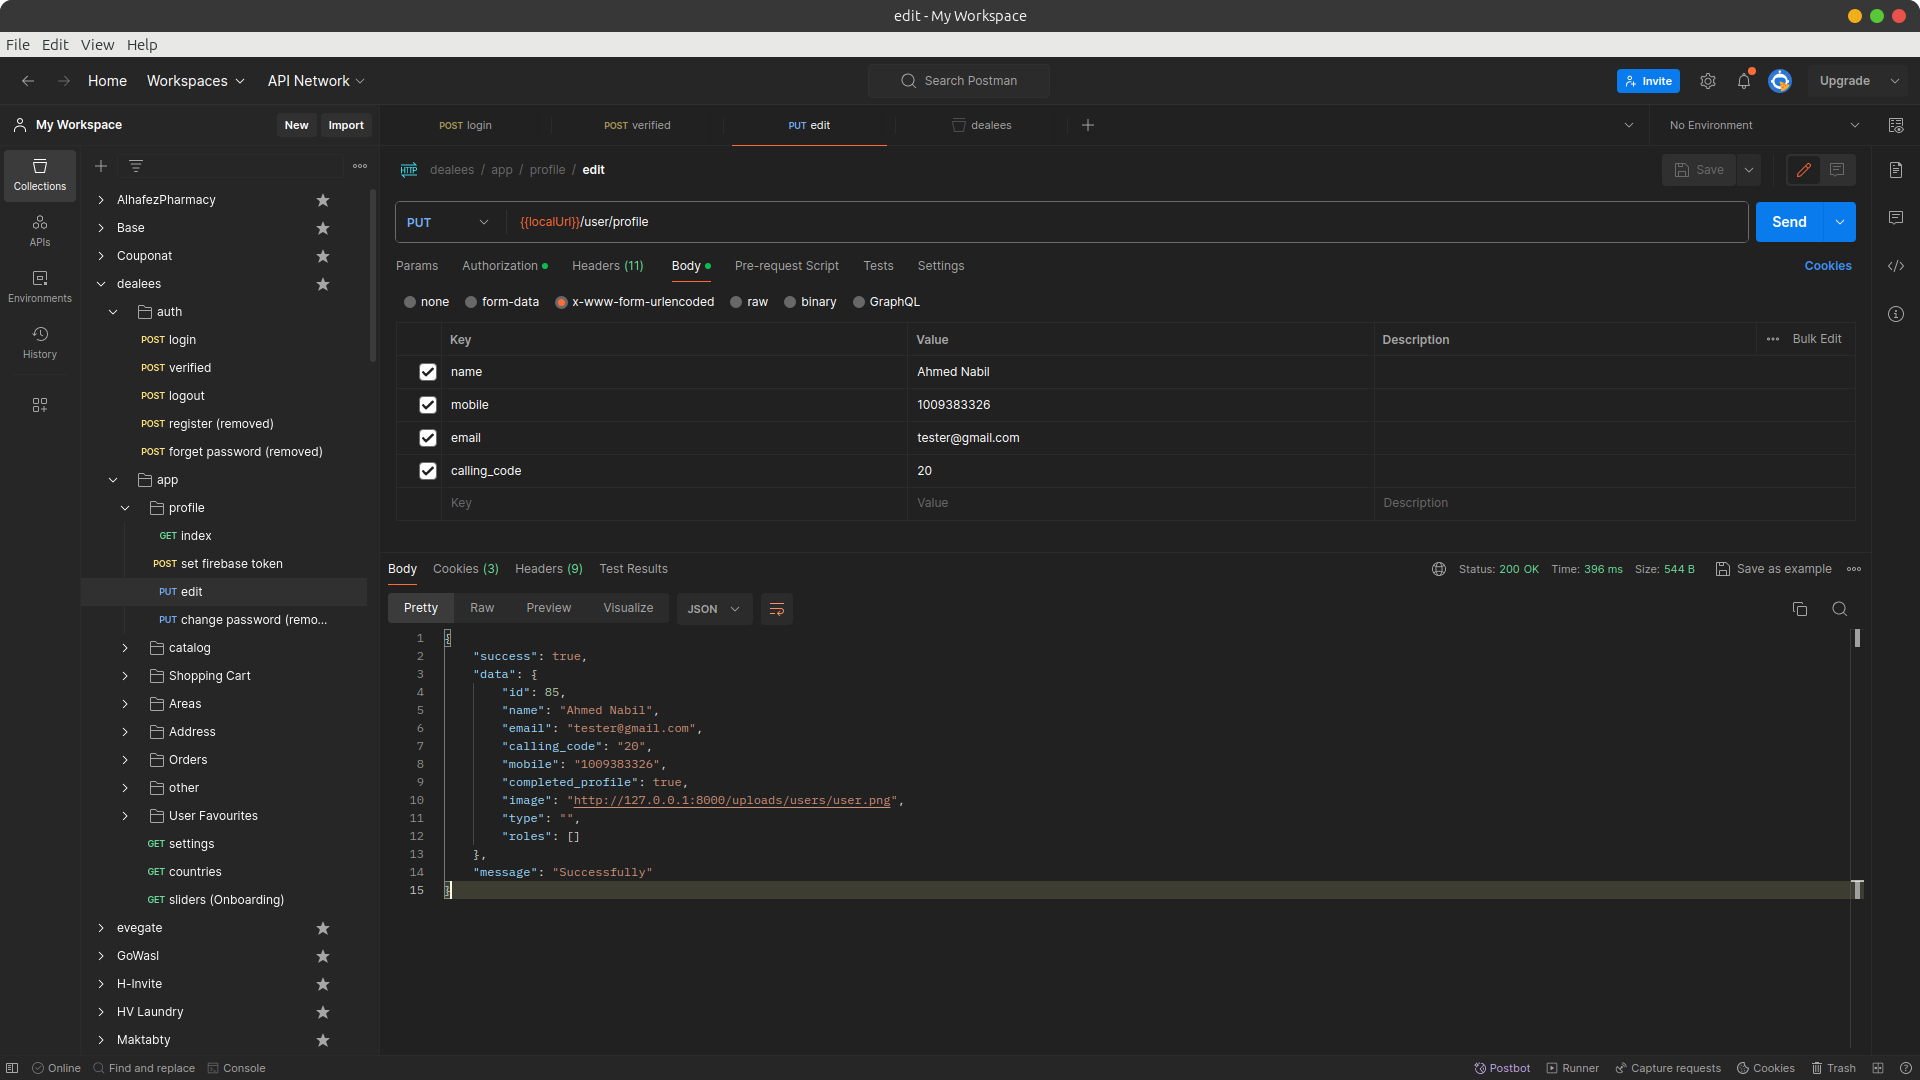 edit - My Workspace
File Edit View Help
Home Workspaces API Network Search Postman Invite Upgrade
My Workspace New Import POST login POST verified PUT edit dealees No Environment
Collections
APIs
Environments
History
AlhafezPharmacy
Base
Couponat
dealees
auth
POST login
POST verified
POST logout
POST register (removed)
POST forget password (removed)
app
profile
GET index
POST set firebase token
PUT edit
PUT change password (remo...
catalog
Shopping Cart
Areas
Address
Orders
other
User Favourites
GET settings
GET countries
GET sliders (Onboarding)
evegate
GoWasl
H-Invite
HV Laundry
Maktabty
HTTP dealees / app / profile / edit Save
PUT {{localUrl}}/user/profile Send
Params Authorization Headers (11) Body Pre-request Script Tests Settings Cookies
none form-data x-www-form-urlencoded raw binary GraphQL
Key Value Description Bulk Edit
name Ahmed Nabil
mobile 1009383326
email tester@gmail.com
calling_code 20
Key Value Description
Body Cookies (3) Headers (9) Test Results Status: 200 OK Time: 396 ms Size: 544 B Save as example
Pretty Raw Preview Visualize JSON
1 {
2 "success": true,
3 "data": {
4 "id": 85,
5 "name": "Ahmed Nabil",
6 "email": "tester@gmail.com",
7 "calling_code": "20",
8 "mobile": "1009383326",
9 "completed_profile": true,
10 "image": "http://127.0.0.1:8000/uploads/users/user.png",
11 "type": "",
12 "roles": []
13 },
14 "message": "Successfully"
15 }
Online Find and replace Console Postbot Runner Capture requests Cookies Trash